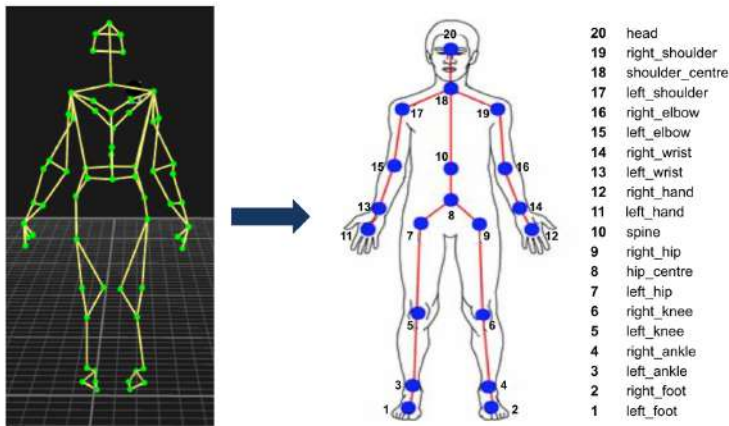 20
18
17
19
10
15
16
13
14
8
11
7
9
12
5
6
3
4
1
2
20 head
19 right_shoulder
18 shoulder_centre
17 left_shoulder
16 right_elbow
15 left_elbow
14 right_wrist
13 left_wrist
12 right_hand
11 left_hand
10 spine
9 right_hip
8 hip_centre
7 left_hip
6 right_knee
5 left_knee
4 right_ankle
3 left_ankle
2 right_foot
1 left_foot